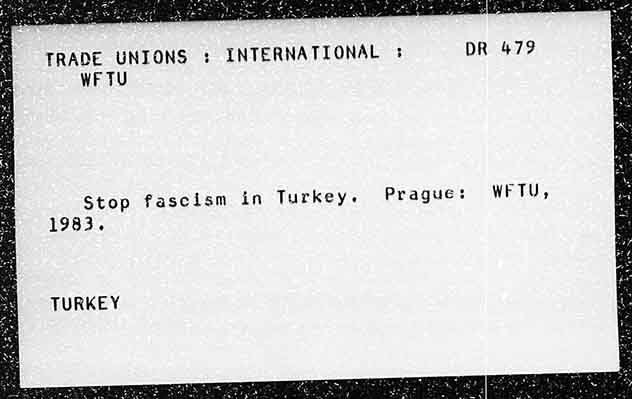 TRADE UNIONS : INTERNATIONAL : DR 479
WFTU
Stop fascism in Turkey. Prague: WFTU,
1983.
TURKEY